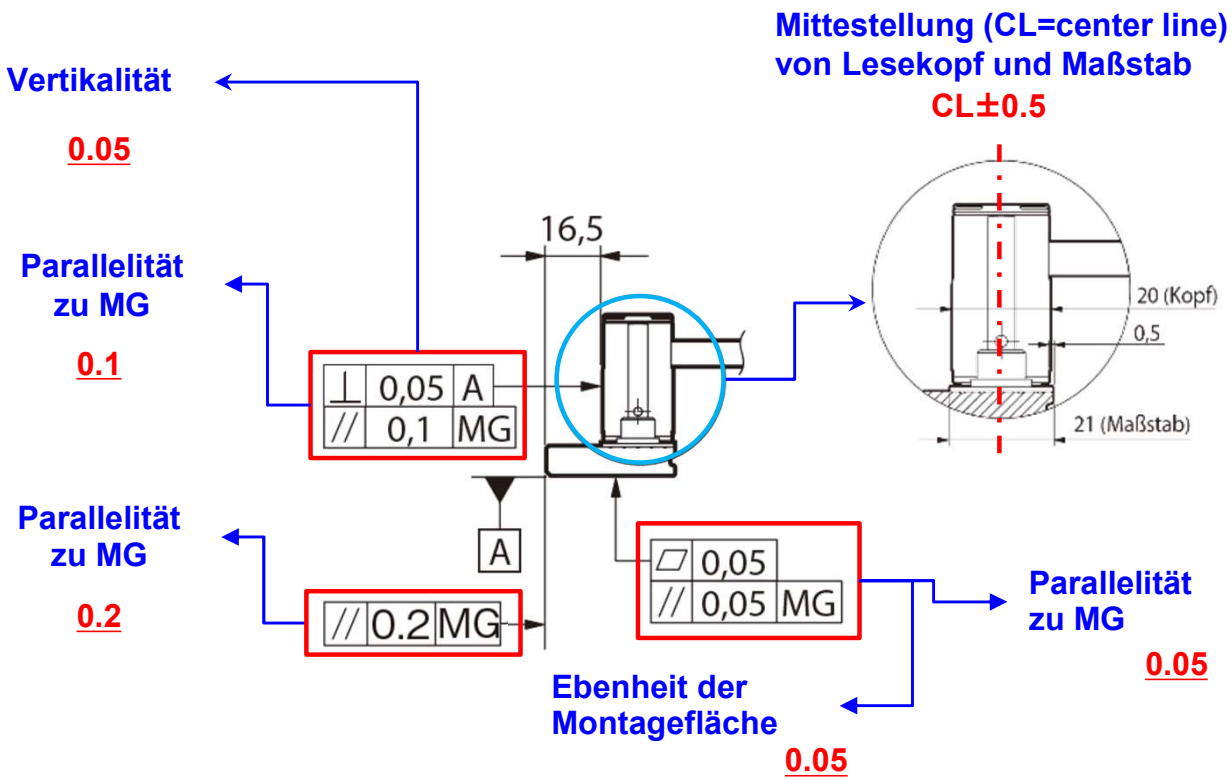 Mittestellung (CL=center line)
von Lesekopf und Maßstab
CL±0.5
Vertikalität
0.05
16,5
Parallelität
zu MG
0.1
20 (Kopf)
0,5
21 (Maßstab)
⊥ 0,05 A
// 0,1 MG
Parallelität
zu MG
0.2
A
// 0.2 MG
⏥ 0,05
// 0,05 MG
Parallelität
zu MG
0.05
Ebenheit der
Montagefläche
0.05